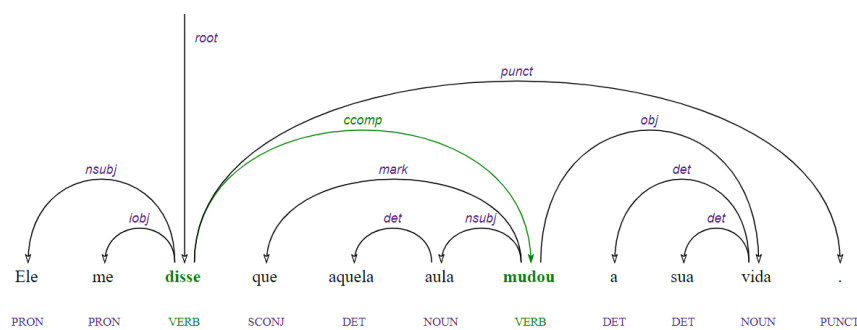 root
punct
ccomp obj
nsubj mark det
iobj det nsubj det
Ele me disse que aquela aula mudou a sua vida .
PRON PRON VERB SCONJ DET NOUN VERB DET DET NOUN PUNCT